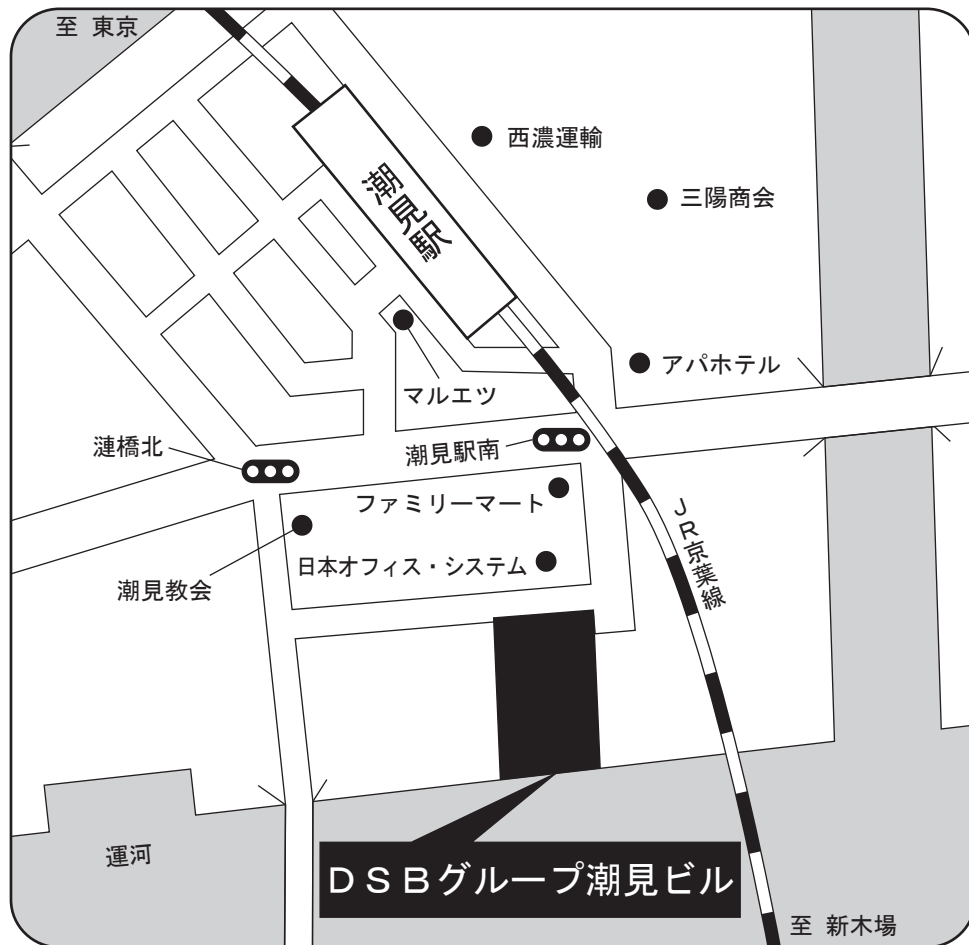 至 東京
西濃運輸
三陽商会
潮見駅
アパホテル
マルエツ
漣橋北
潮見駅南
ファミリーマート
JR京葉線
日本オフィス・システム
潮見教会
運河
DSBグループ潮見ビル
至 新木場